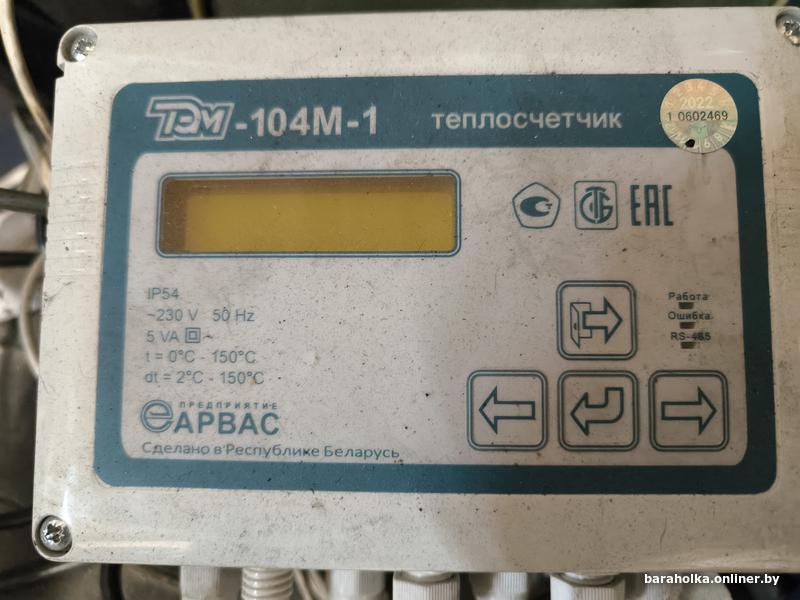 ТЭМ-104М-1 теплосчетчик
2022
1 0602469
ЕАС
IP54
~230 V 50 Hz
5 VA ~
t = 0°C - 150°C
dt = 2°C - 150°C
Работа
Ошибка
RS-485
ПРЕДПРИЯТИЕ
АРВАС
Сделано в Республике Беларусь
baraholka.onliner.by